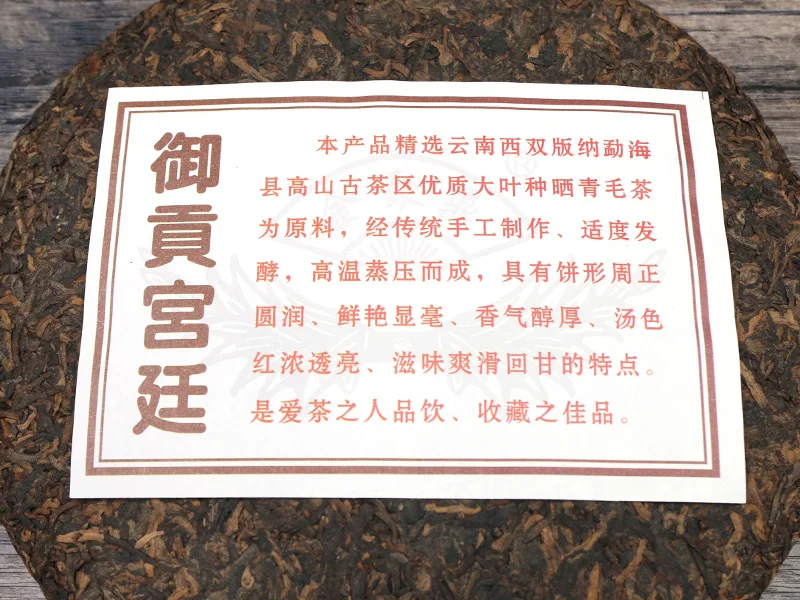 御貢宮廷
本产品精选云南西双版纳勐海
县高山古茶区优质大叶种晒青毛茶
为原料，经传统手工制作、适度发
酵，高温蒸压而成，具有饼形周正
圆润、鲜艳显毫、香气醇厚、汤色
红浓透亮、滋味爽滑回甘的特点。
是爱茶之人品饮、收藏之佳品。